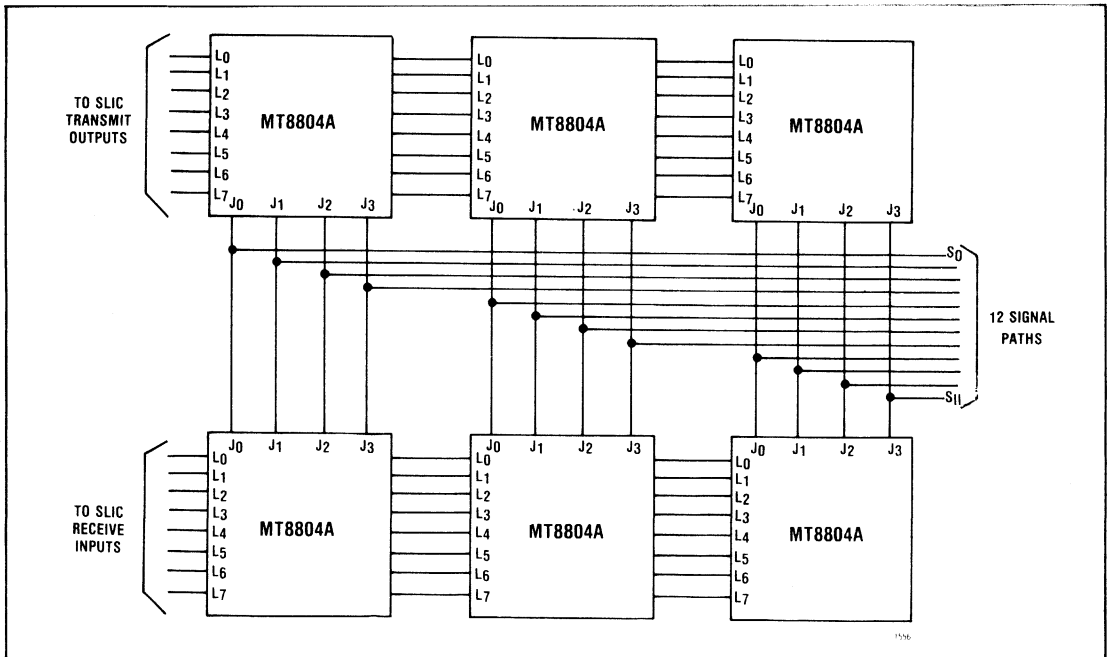 TO SLIC
TRANSMIT
OUTPUTS
L0
L1
L2
L3
L4
L5
L6
L7
MT8804A
J0 J1 J2 J3
L0
L1
L2
L3
L4
L5
L6
L7
MT8804A
J0 J1 J2 J3
L0
L1
L2
L3
L4
L5
L6
L7
MT8804A
J0 J1 J2 J3
S0
12 SIGNAL
PATHS
S11
TO SLIC
RECEIVE
INPUTS
J0 J1 J2 J3
L0
L1
L2
L3
L4
L5
L6
L7
MT8804A
J0 J1 J2 J3
L0
L1
L2
L3
L4
L5
L6
L7
MT8804A
J0 J1 J2 J3
L0
L1
L2
L3
L4
L5
L6
L7
MT8804A
1556